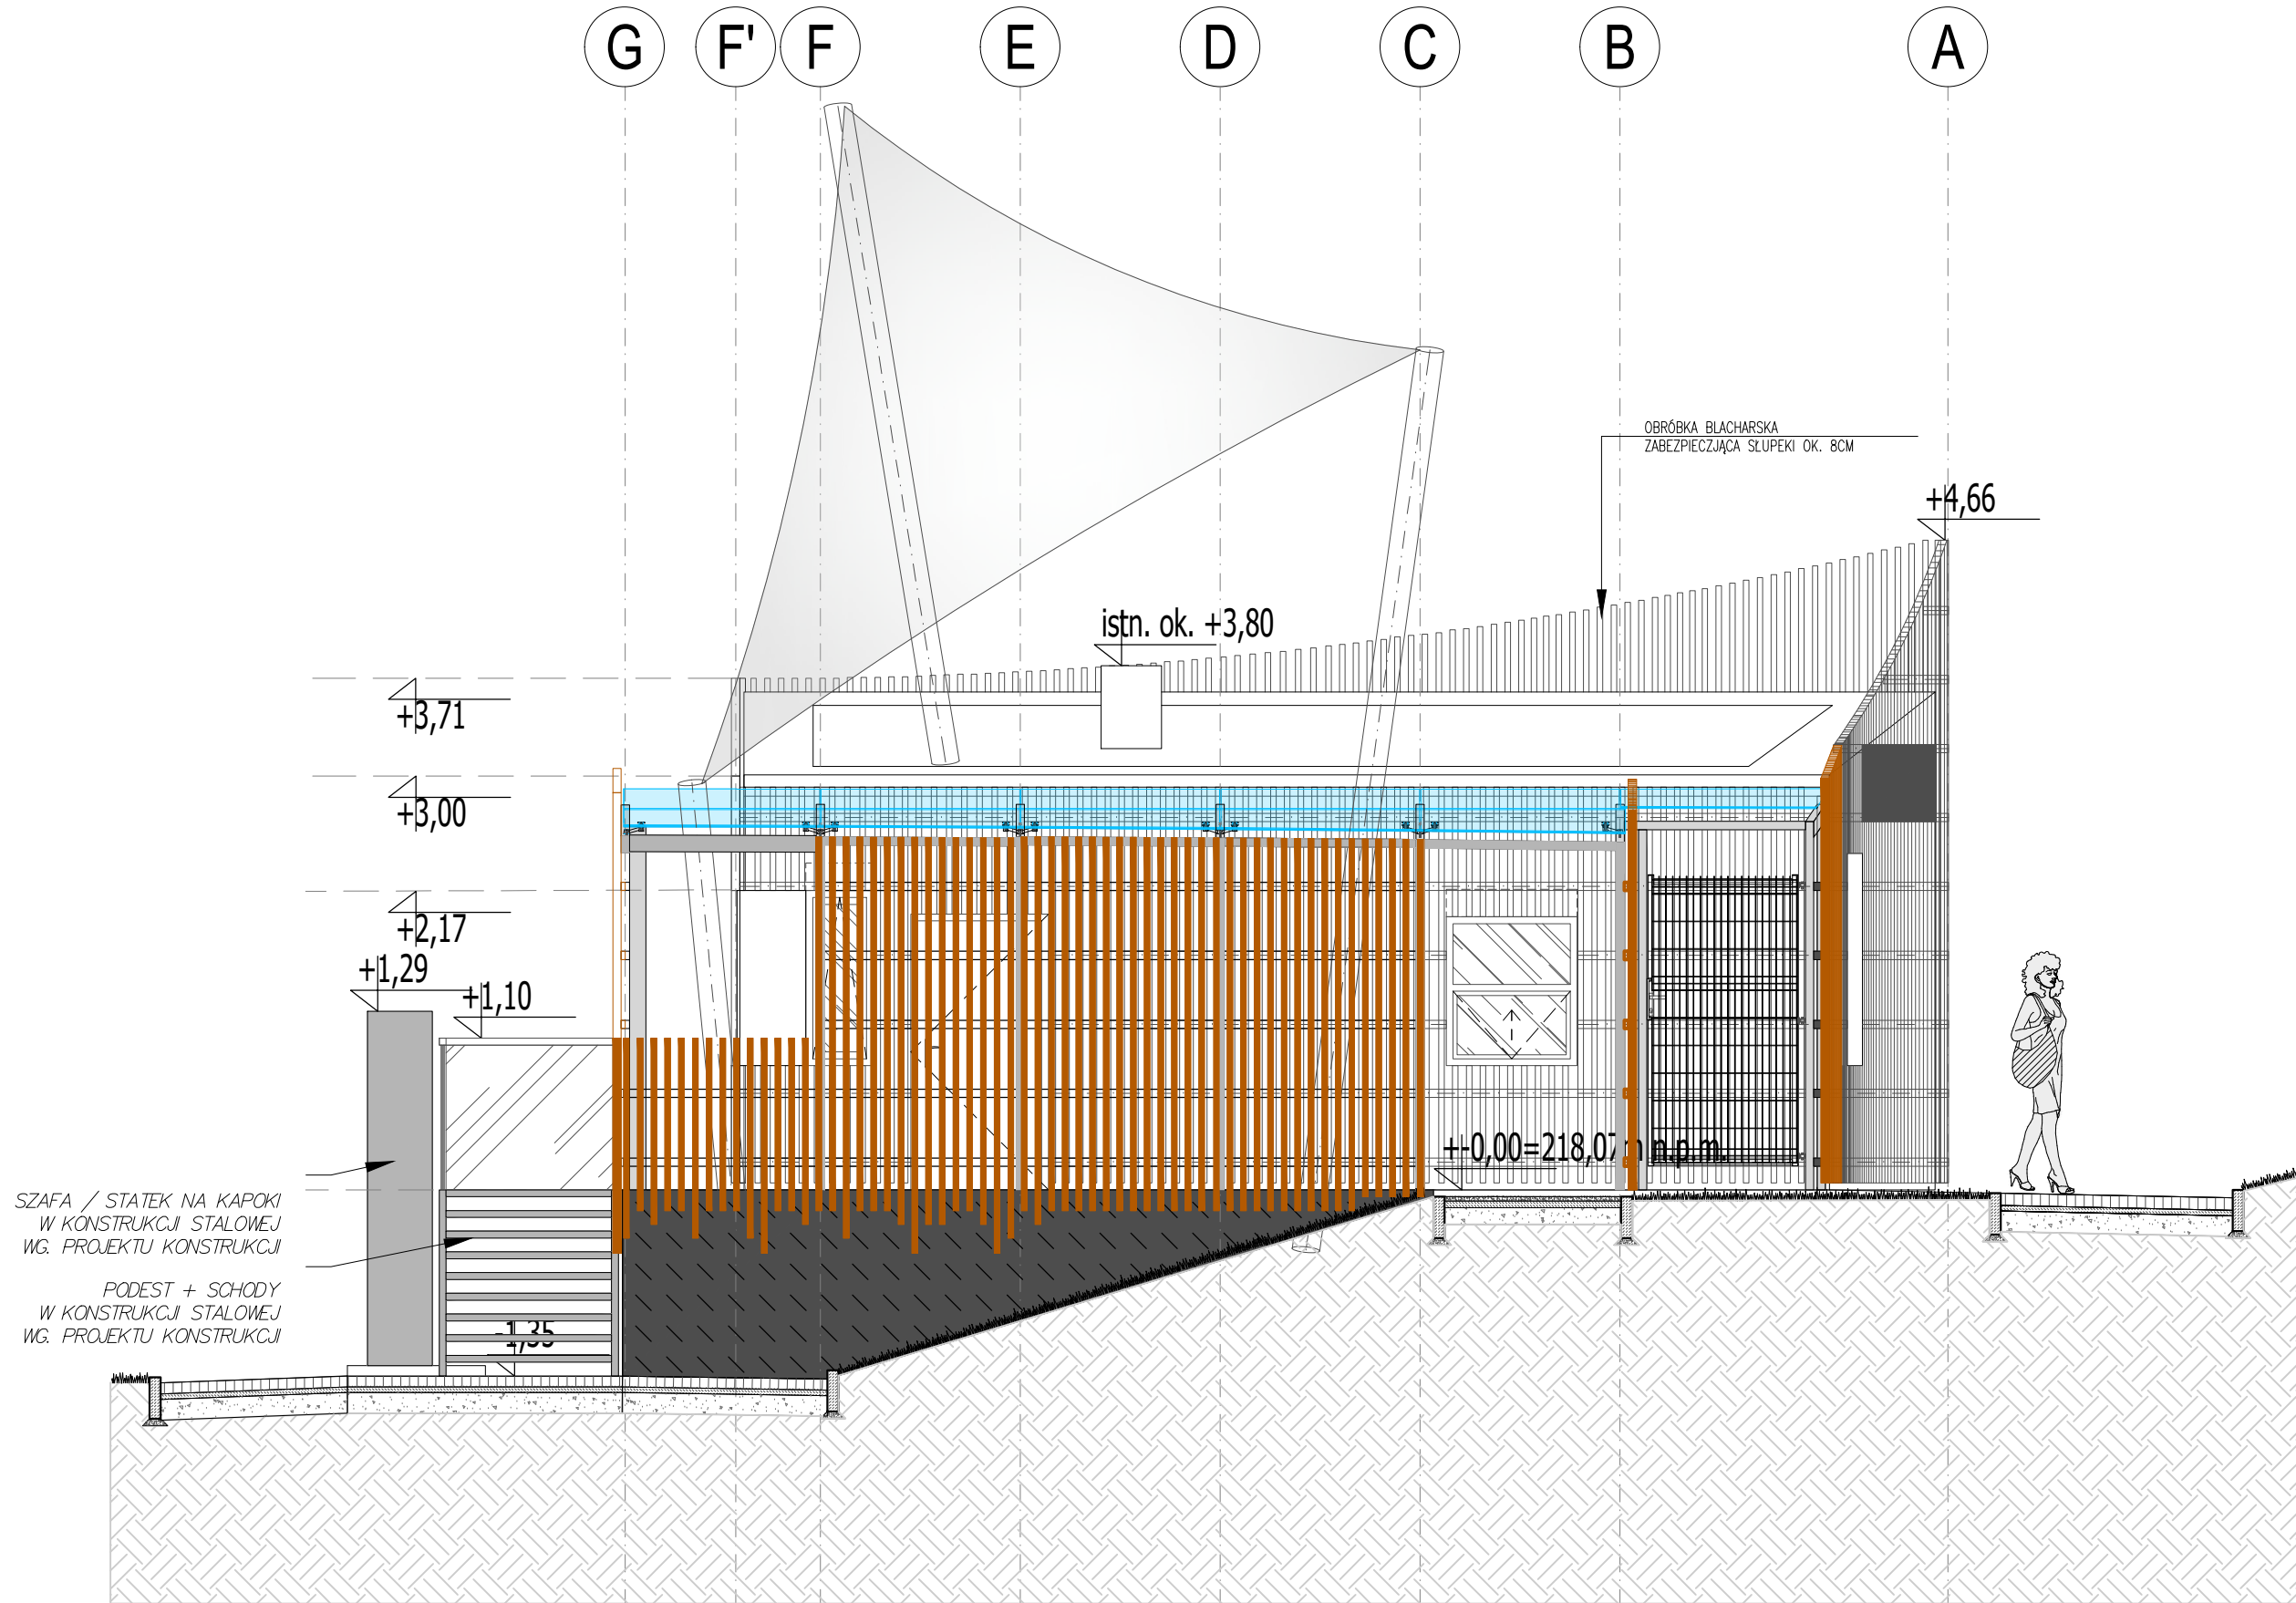 G F' F E D C B A
OBRÓBKA BLACHARSKA
ZABEZPIECZJĄCA SŁUPEKI OK. 8CM
+4,66
istn. ok. +3,80
+3,71
+3,00
+2,17
+1,29
+1,10
+-0,00=218,07m n.p.m.
SZAFA / STATEK NA KAPOKI
W KONSTRUKCJI STALOWEJ
WG. PROJEKTU KONSTRUKCJI
PODEST + SCHODY
W KONSTRUKCJI STALOWEJ
WG. PROJEKTU KONSTRUKCJI
-1,35